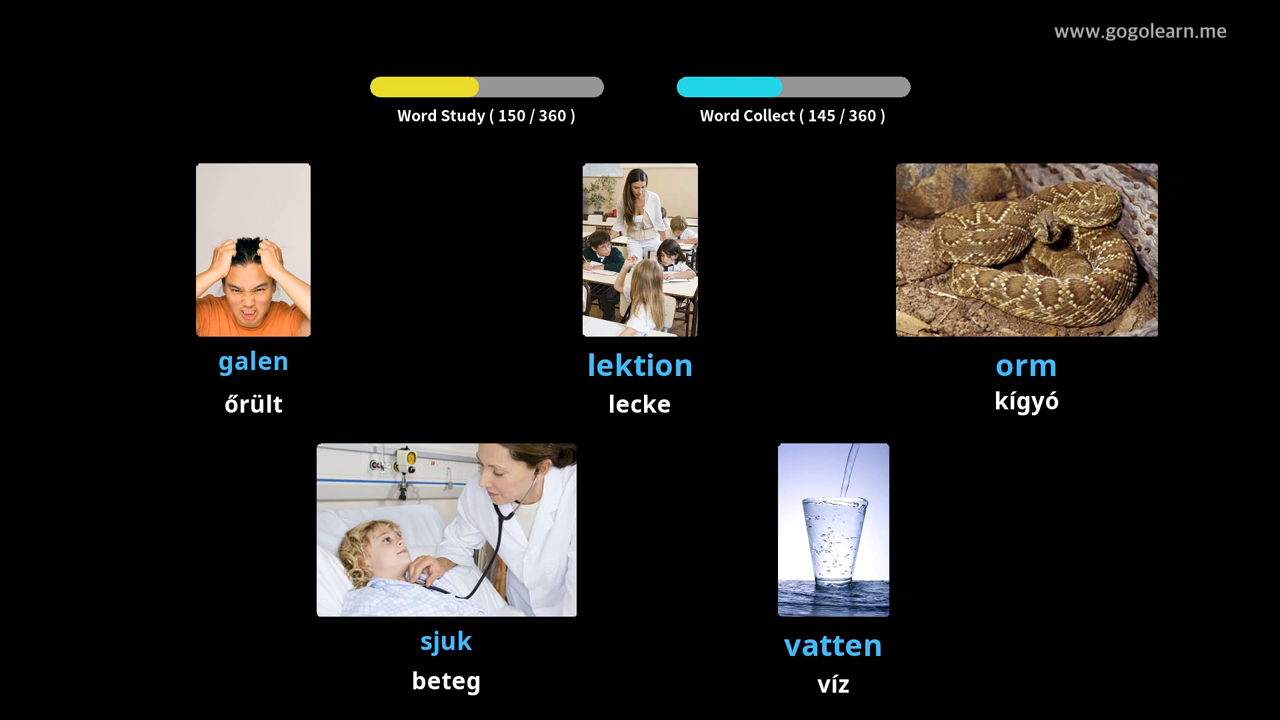 www.gogolearn.me
Word Study ( 150 / 360 )
Word Collect ( 145 / 360 )
galen
őrült
lektion
lecke
orm
kígyó
sjuk
beteg
vatten
víz